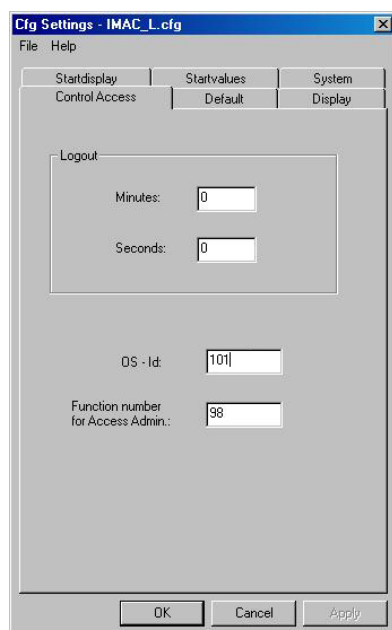 Cfg Settings - IMAC_L.cfg
File Help
Startdisplay Startvalues System
Control Access Default Display
Logout
Minutes: 0
Seconds: 0
OS - Id: 101
Function number
for Access Admin.: 98
OK Cancel Apply